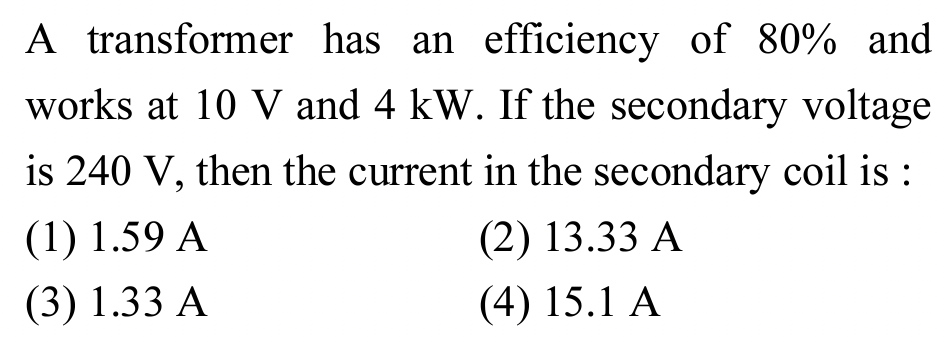 A transformer has an efficiency of 80% and
works at 10 V and 4 kW. If the secondary voltage
is 240 V, then the current in the secondary coil is :
(1) 1.59 A (2) 13.33 A
(3) 1.33 A (4) 15.1 A